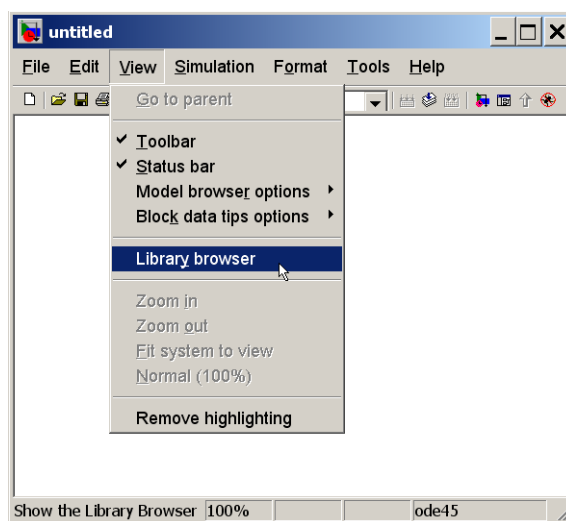 untitled
File Edit View Simulation Format Tools Help
Go to parent
Toolbar
Status bar
Model browser options
Block data tips options
Library browser
Zoom in
Zoom out
Fit system to view
Normal (100%)
Remove highlighting
Show the Library Browser 100% ode45